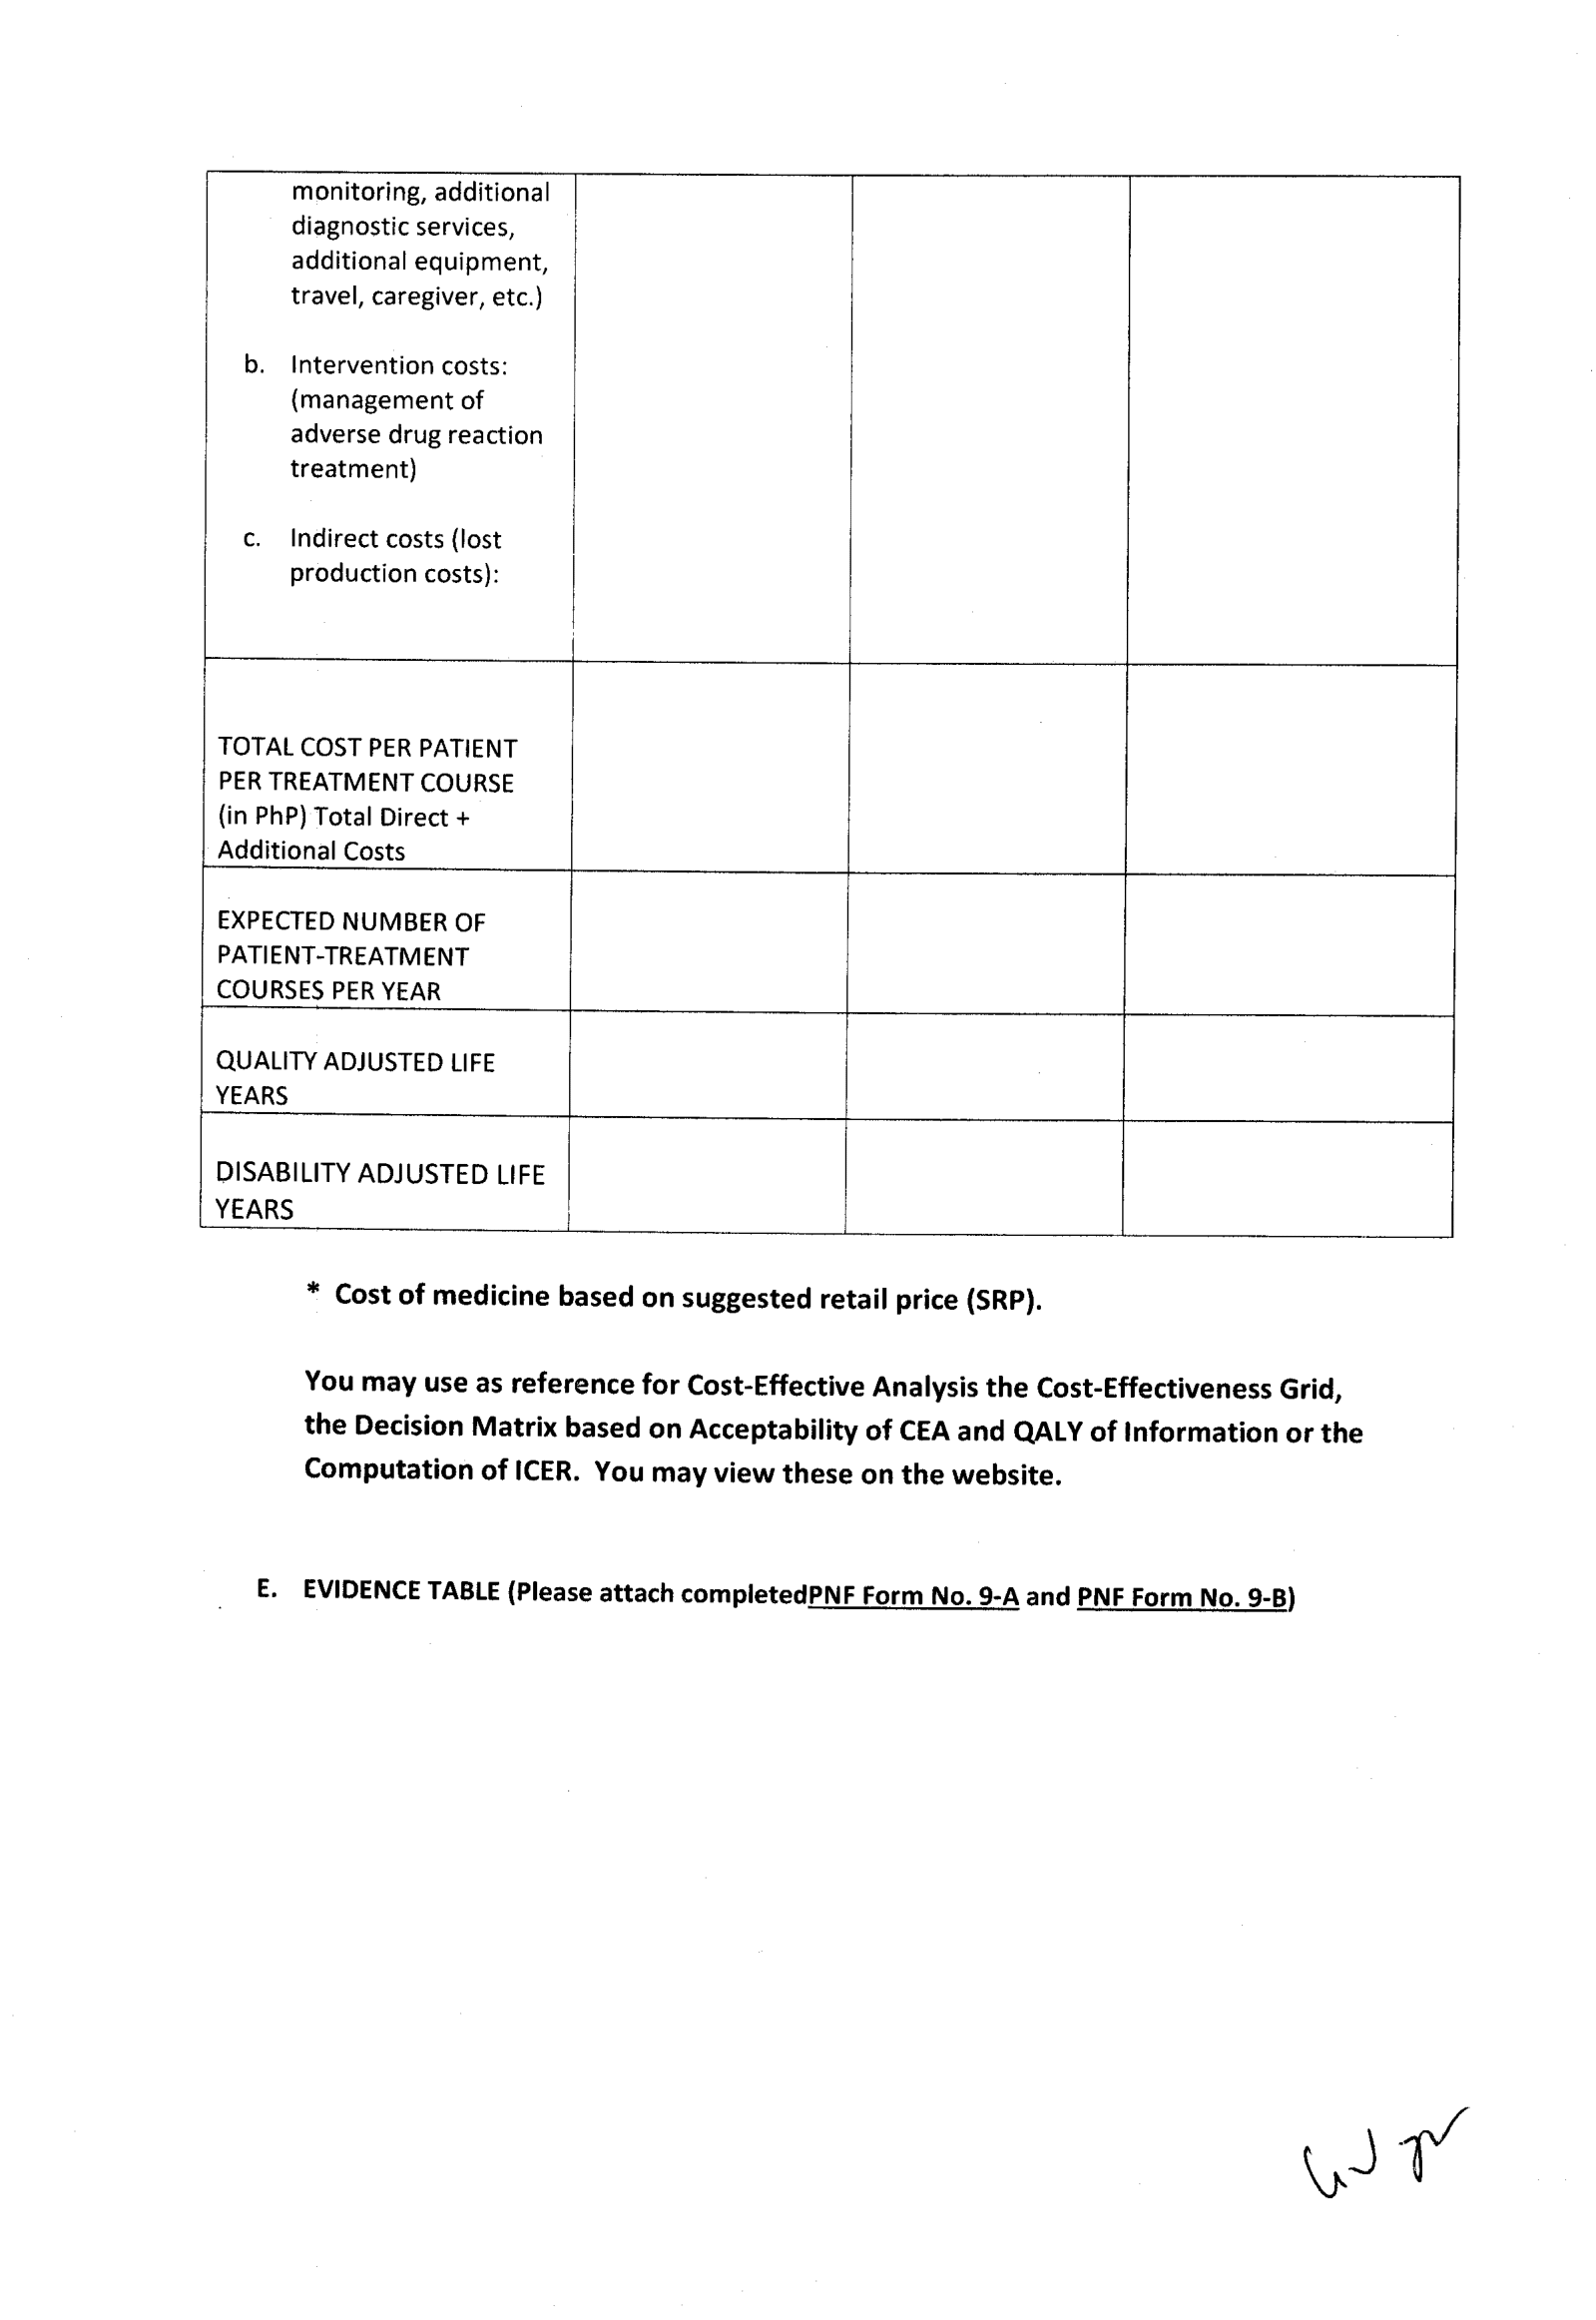 monitoring, additional
diagnostic services,
additional equipment,
travel, caregiver, etc.)
b. Intervention costs:
(management of
adverse drug reaction
treatment)
c. Indirect costs (lost
production costs):
TOTAL COST PER PATIENT
PER TREATMENT COURSE
(in PhP) Total Direct +
Additional Costs
EXPECTED NUMBER OF
PATIENT-TREATMENT
COURSES PER YEAR
QUALITY ADJUSTED LIFE
YEARS
DISABILITY ADJUSTED LIFE
YEARS
* Cost of medicine based on suggested retail price (SRP).
You may use as reference for Cost-Effective Analysis the Cost-Effectiveness Grid,
the Decision Matrix based on Acceptability of CEA and QALY of Information or the
Computation of ICER. You may view these on the website.
E. EVIDENCE TABLE (Please attach completedPNF Form No. 9-A and PNF Form No. 9-B)